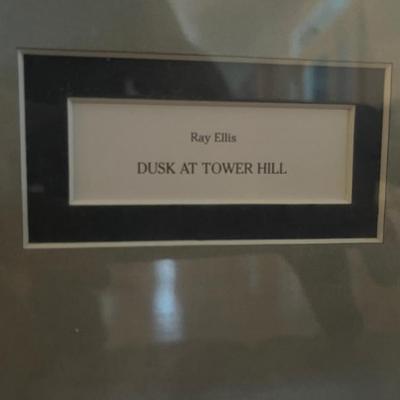 Ray Ellis
DUSK AT TOWER HILL